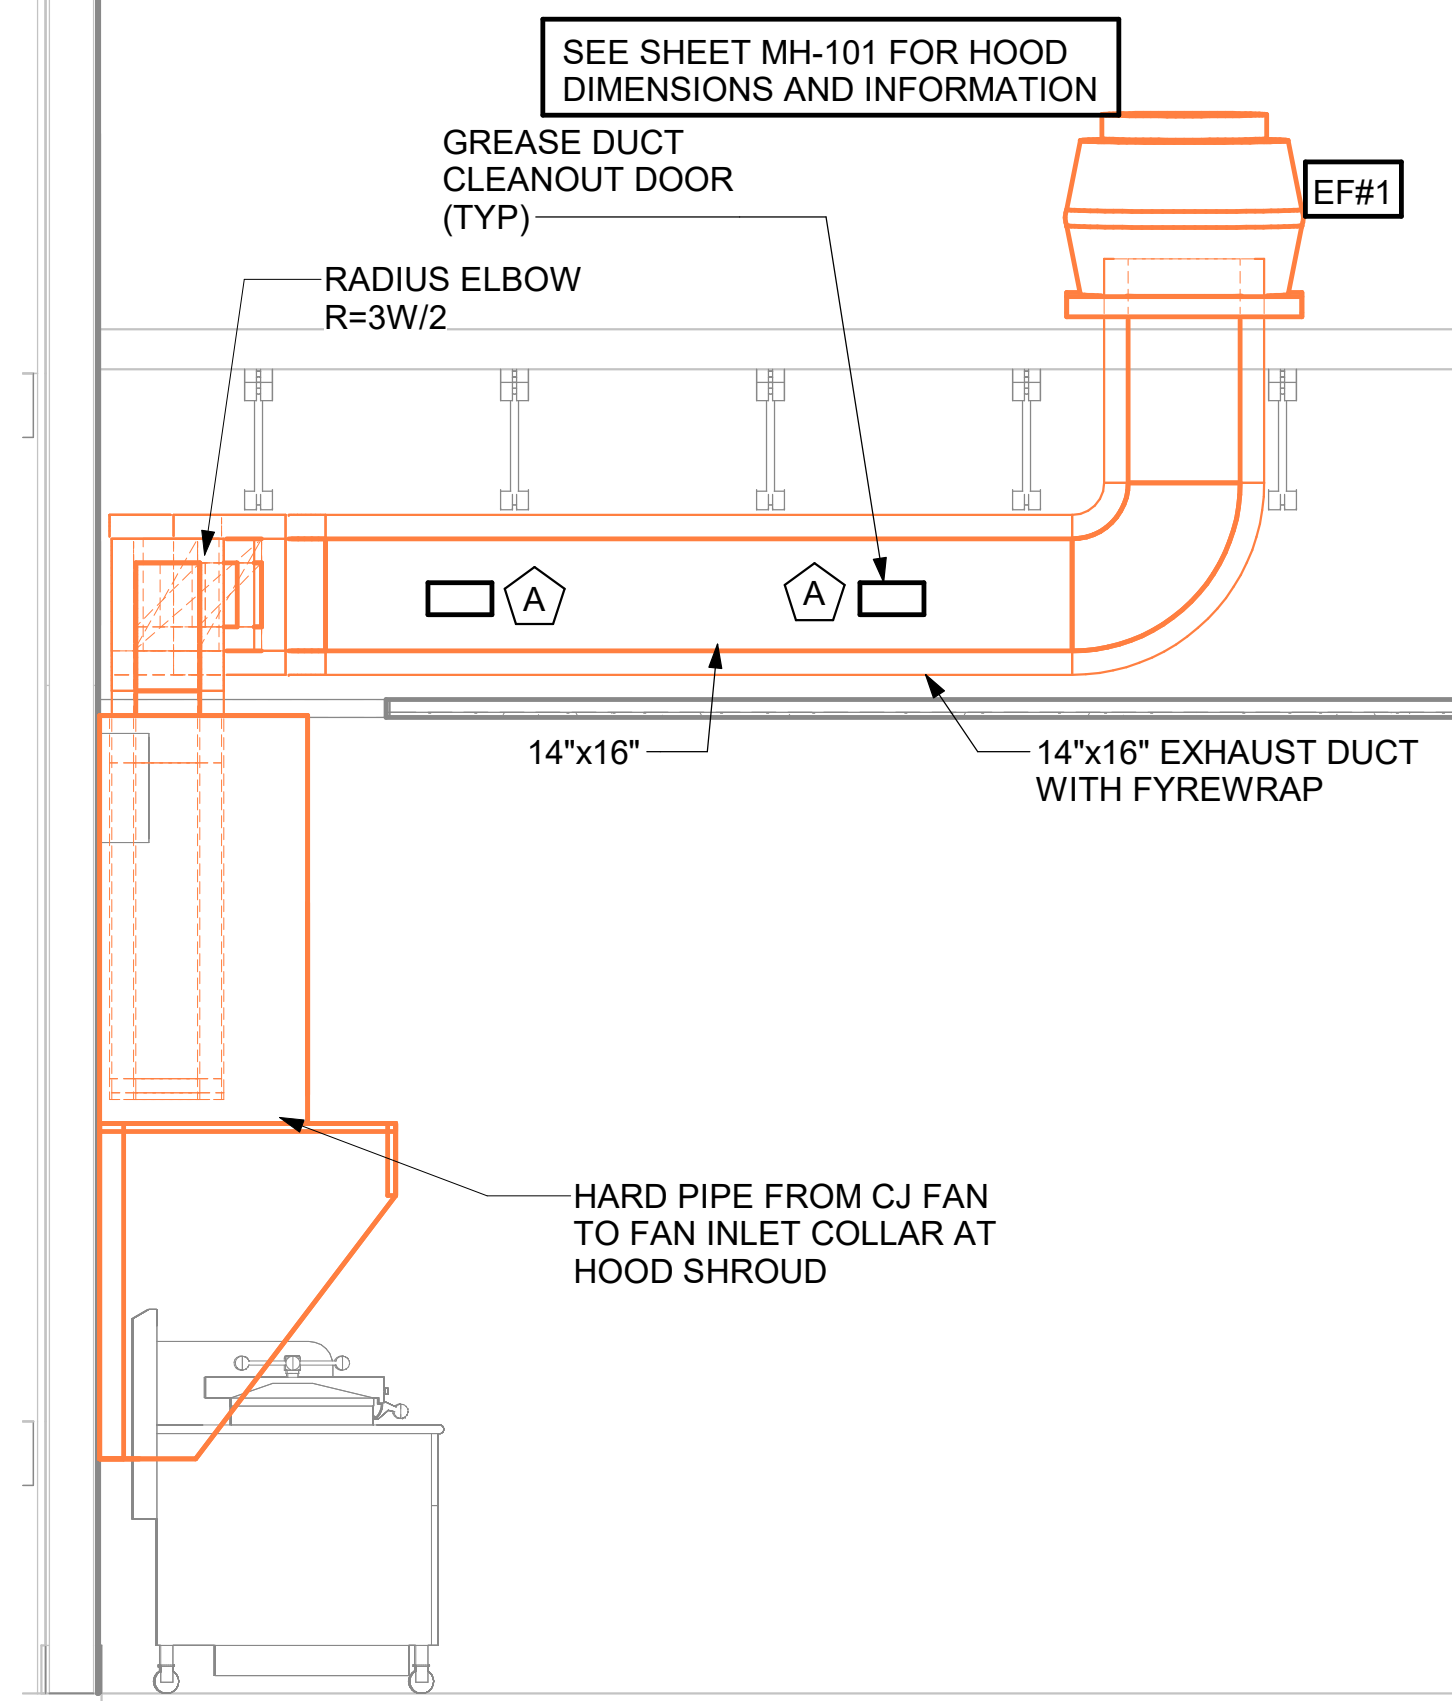 SEE SHEET MH-101 FOR HOOD
DIMENSIONS AND INFORMATION
GREASE DUCT
CLEANOUT DOOR
(TYP)
EF#1
RADIUS ELBOW
R=3W/2
A
A
14"x16"
14"x16" EXHAUST DUCT
WITH FYREWRAP
HARD PIPE FROM CJ FAN
TO FAN INLET COLLAR AT
HOOD SHROUD